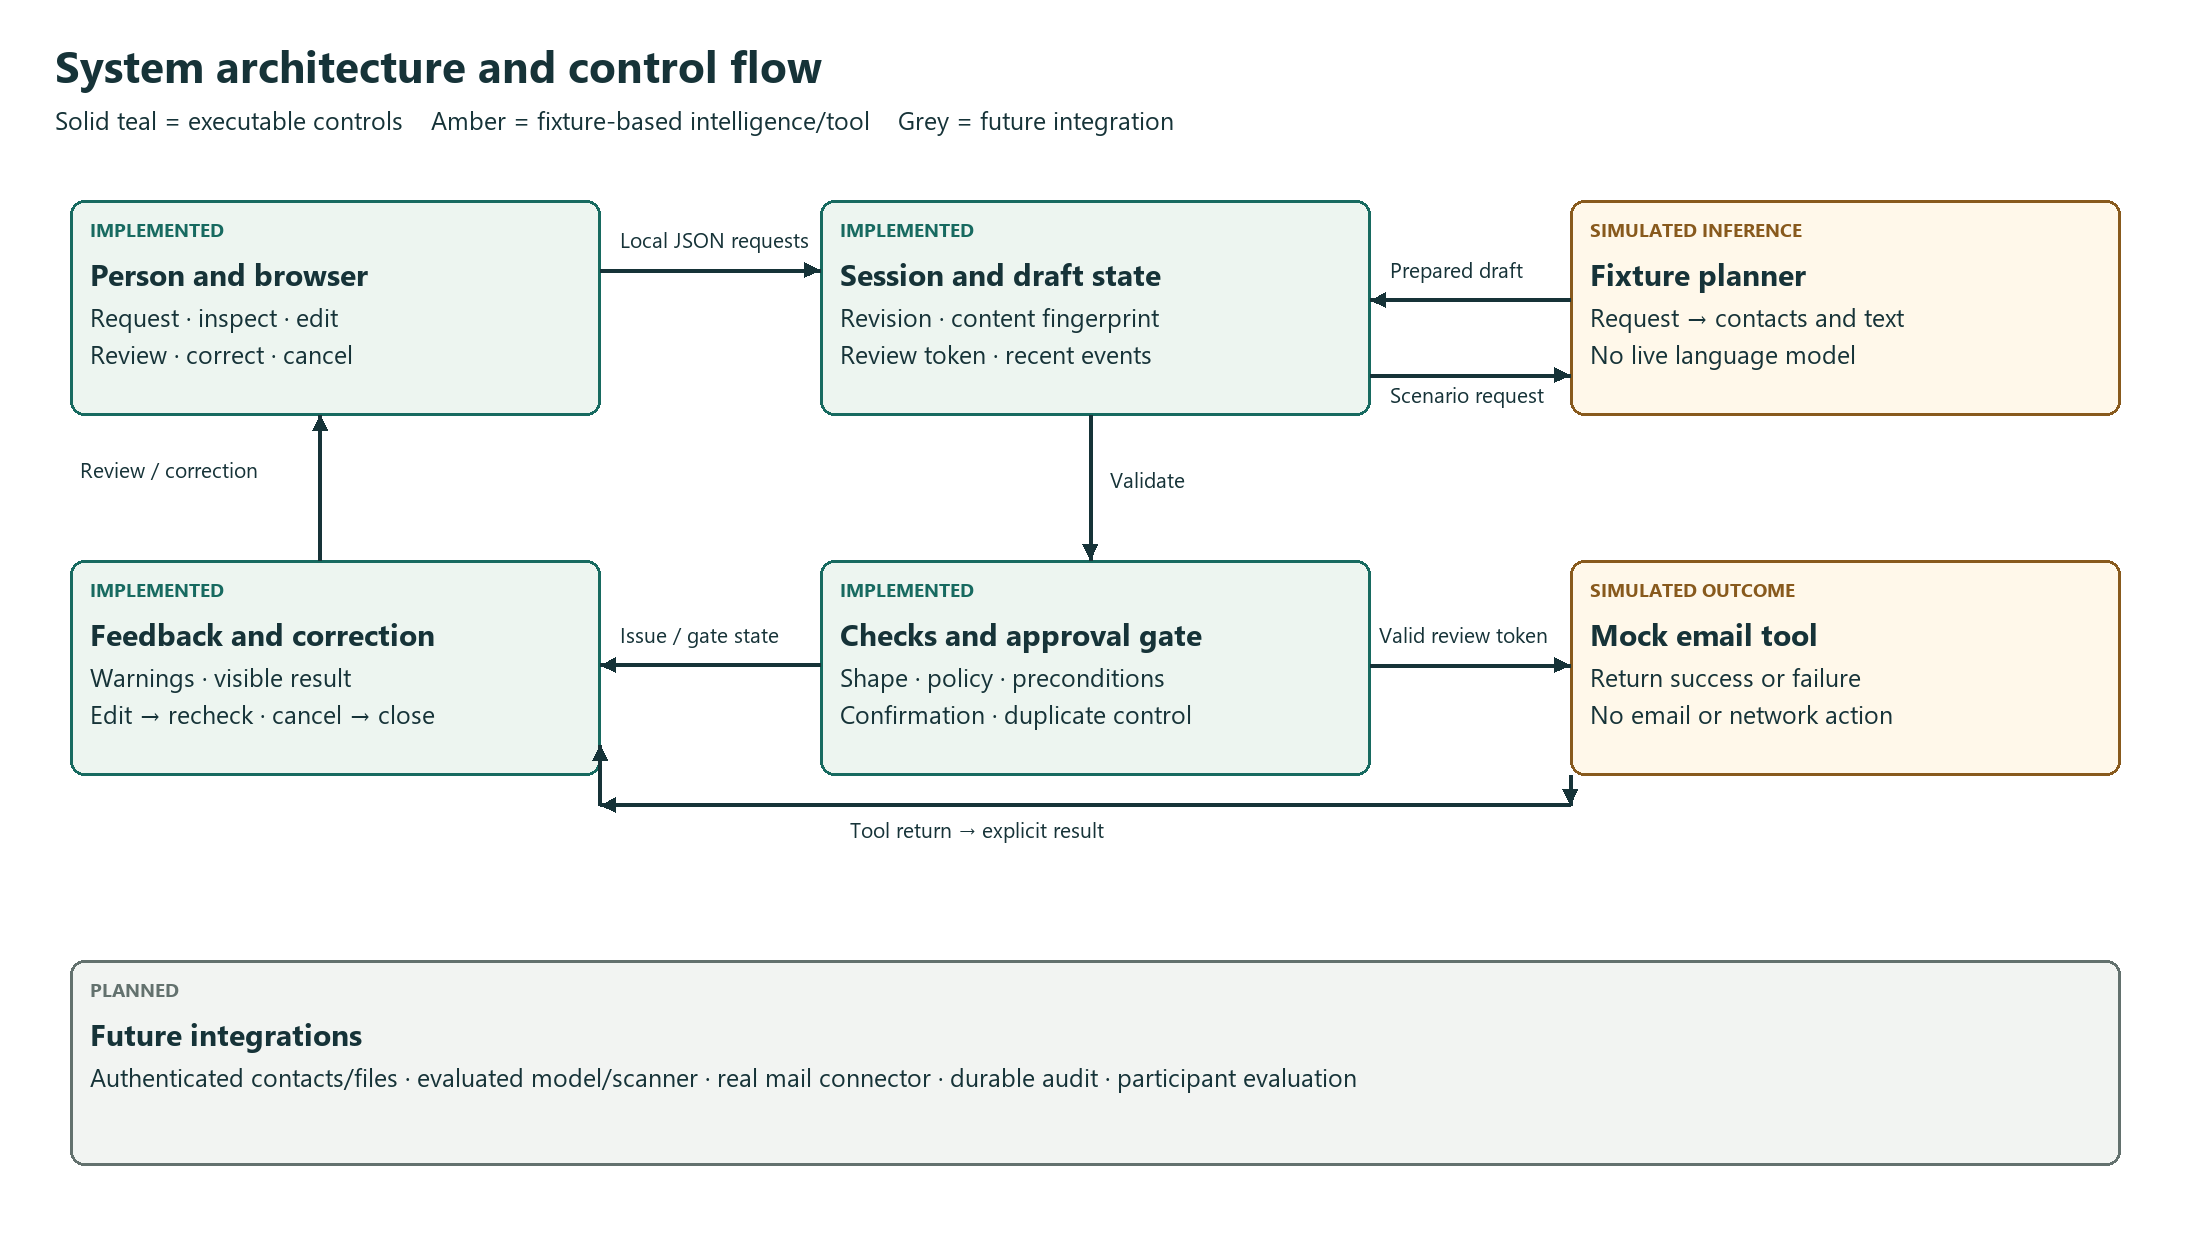 System architecture and control flow
Solid teal = executable controls    Amber = fixture-based intelligence/tool    Grey = future integration
IMPLEMENTED
Person and browser
Request · inspect · edit
Review · correct · cancel
Local JSON requests
IMPLEMENTED
Session and draft state
Revision · content fingerprint
Review token · recent events
Prepared draft
Scenario request
SIMULATED INFERENCE
Fixture planner
Request → contacts and text
No live language model
Review / correction
Validate
IMPLEMENTED
Feedback and correction
Warnings · visible result
Edit → recheck · cancel → close
Issue / gate state
IMPLEMENTED
Checks and approval gate
Shape · policy · preconditions
Confirmation · duplicate control
Valid review token
SIMULATED OUTCOME
Mock email tool
Return success or failure
No email or network action
Tool return → explicit result
PLANNED
Future integrations
Authenticated contacts/files · evaluated model/scanner · real mail connector · durable audit · participant evaluation